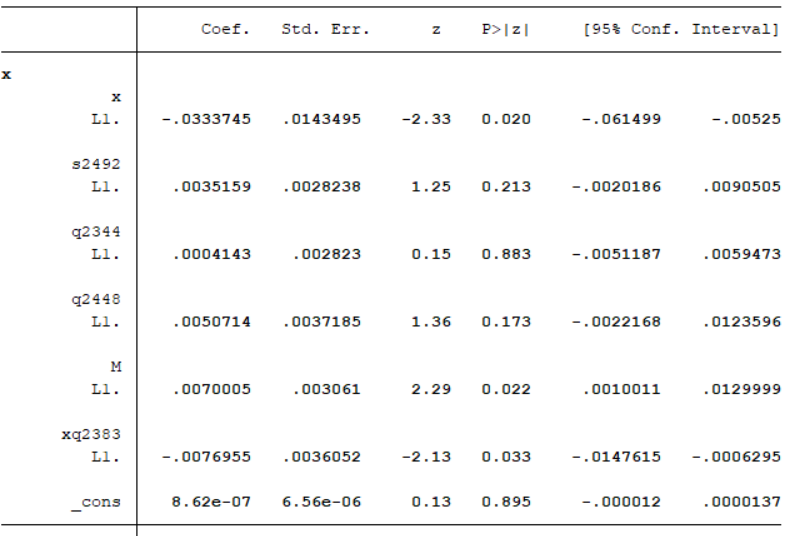 Coef. Std. Err. z P>|z| [95% Conf. Interval]
x
x
L1. -.0333745 .0143495 -2.33 0.020 -.061499 -.00525
s2492
L1. .0035159 .0028238 1.25 0.213 -.0020186 .0090505
q2344
L1. .0004143 .002823 0.15 0.883 -.0051187 .0059473
q2448
L1. .0050714 .0037185 1.36 0.173 -.0022168 .0123596
M
L1. .0070005 .003061 2.29 0.022 .0010011 .0129999
xq2383
L1. -.0076955 .0036052 -2.13 0.033 -.0147615 -.0006295
_cons 8.62e-07 6.56e-06 0.13 0.895 -.000012 .0000137